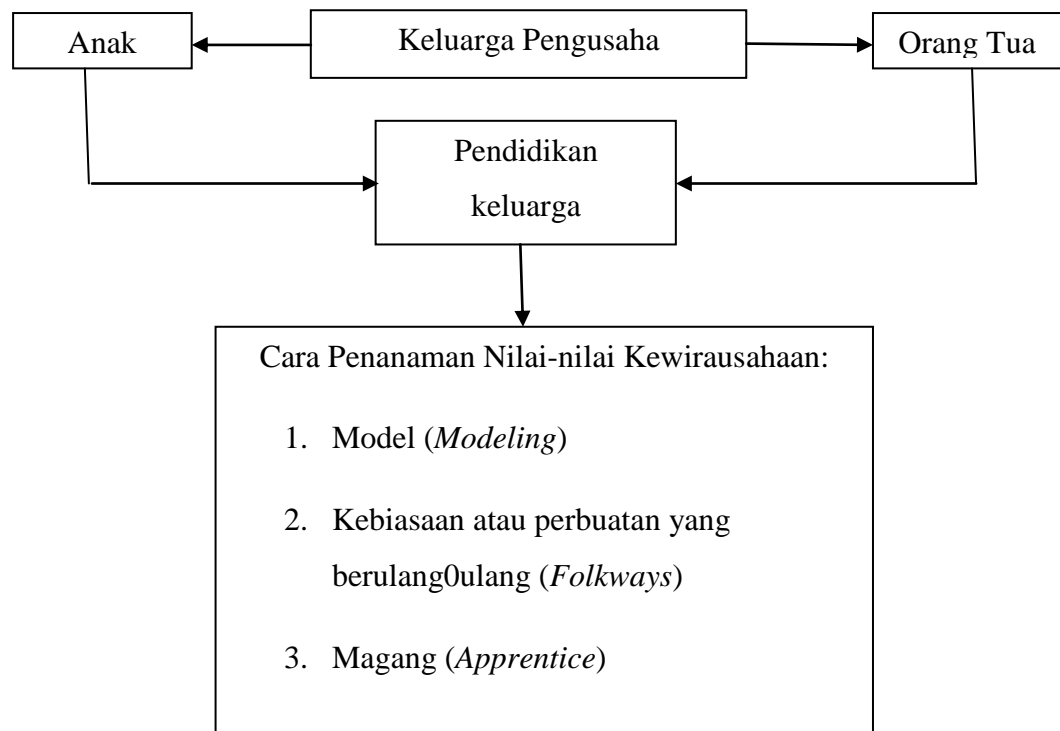 Anak
Keluarga Pengusaha
Orang Tua
Pendidikan
keluarga
Cara Penanaman Nilai-nilai Kewirausahaan:
1. Model (Modeling)
2. Kebiasaan atau perbuatan yang
berulang0ulang (Folkways)
3. Magang (Apprentice)